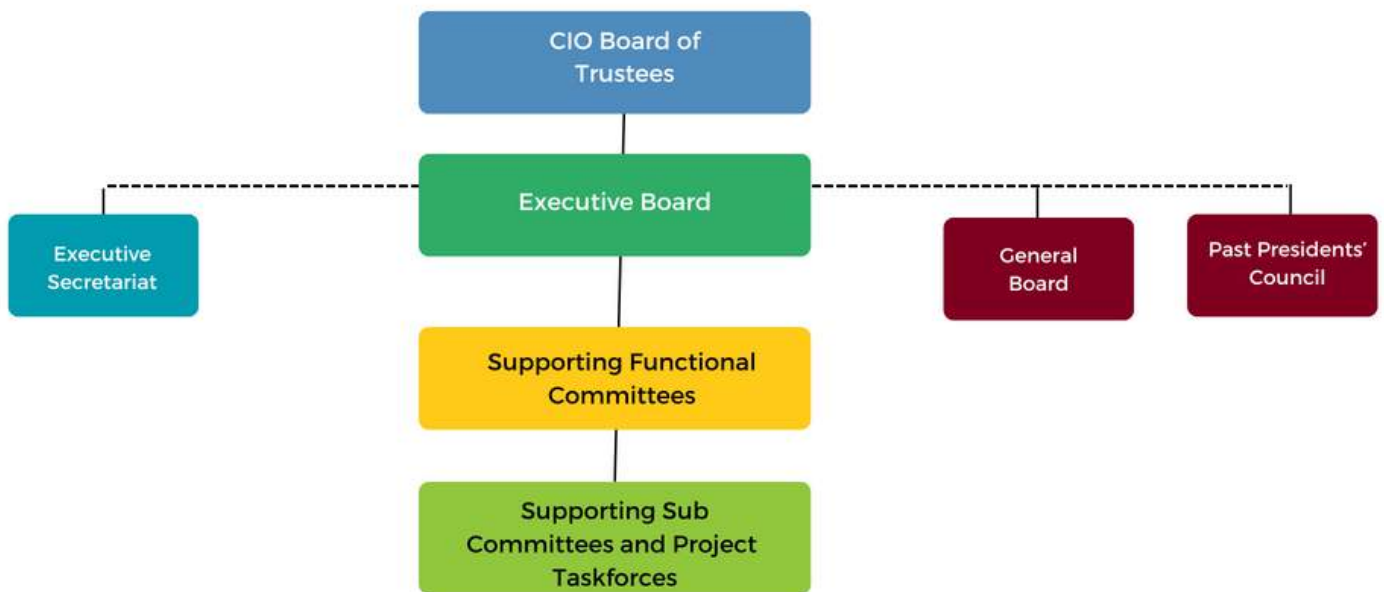 CIO Board of
Trustees
Executive Board
Executive
Secretariat
General
Board
Past Presidents’
Council
Supporting Functional
Committees
Supporting Sub
Committees and Project
Taskforces